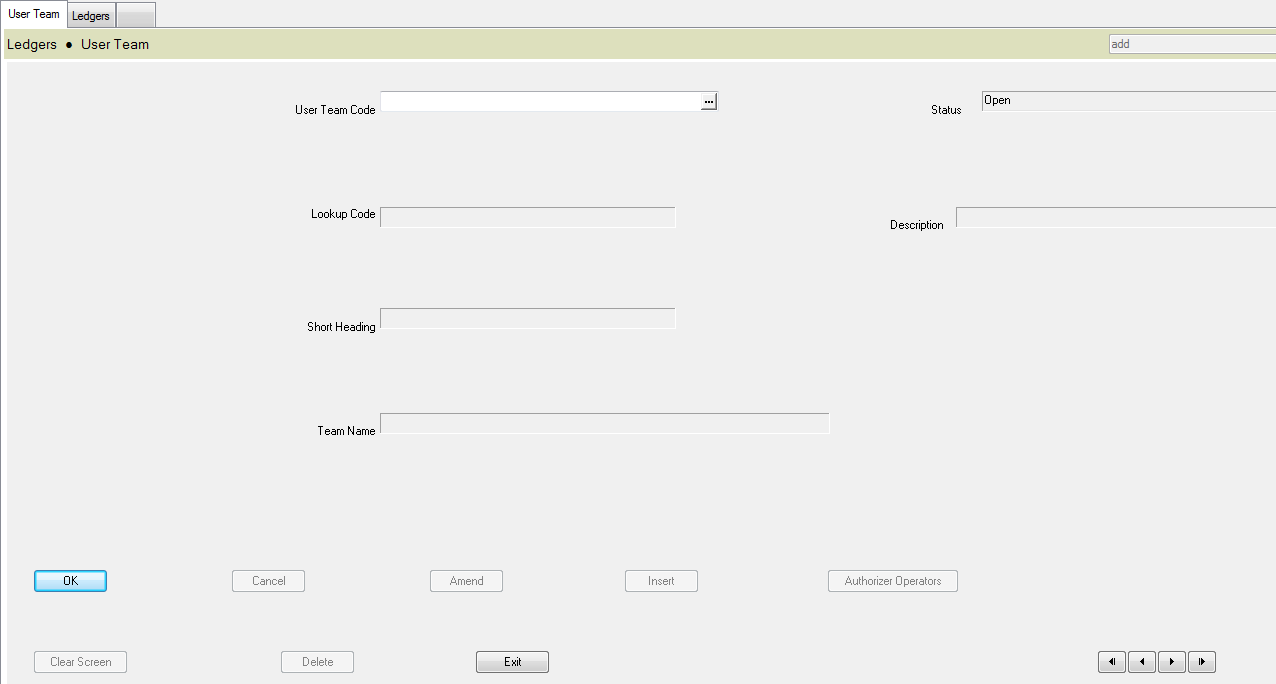 User Team Ledgers
Ledgers ● User Team add
User Team Code ... Status Open
Lookup Code Description
Short Heading
Team Name
OK Cancel Amend Insert Authorizer Operators
Clear Screen Delete Exit